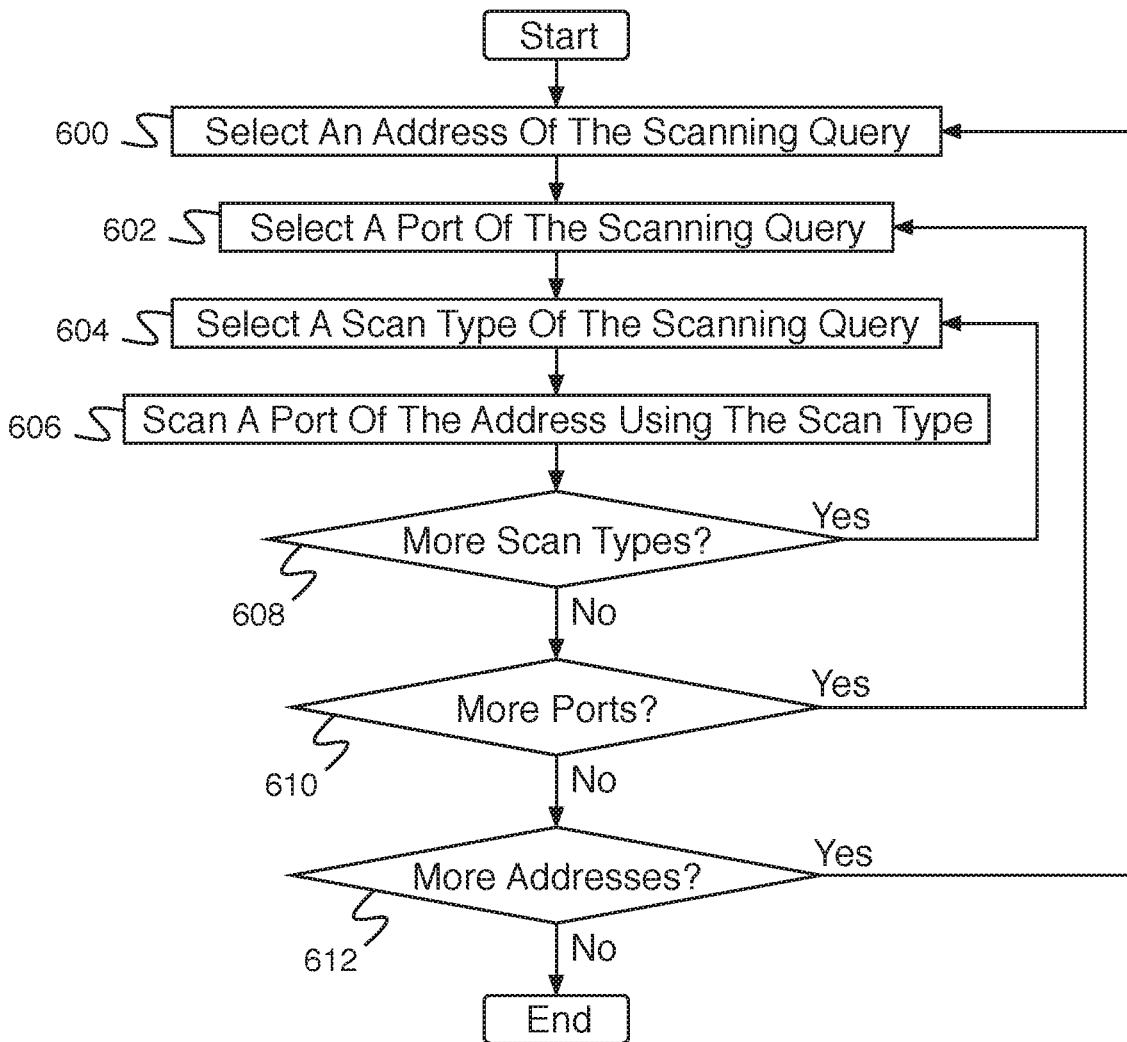 Start
600 Select An Address Of The Scanning Query
602 Select A Port Of The Scanning Query
604 Select A Scan Type Of The Scanning Query
606 Scan A Port Of The Address Using The Scan Type
More Scan Types? Yes
608
No
More Ports? Yes
610
No
More Addresses? Yes
612
No
End